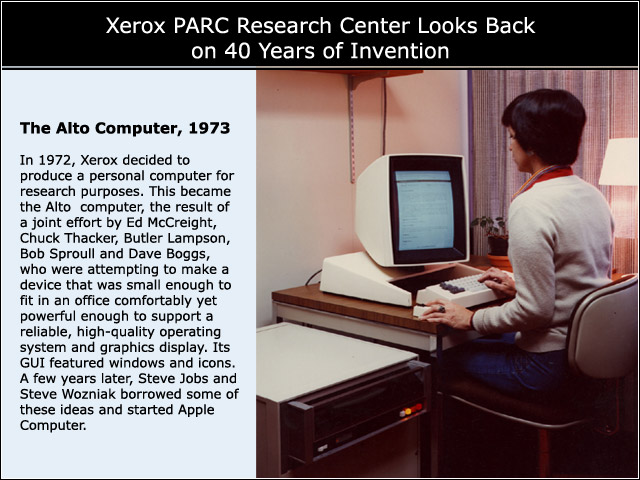 Xerox PARC Research Center Looks Back
on 40 Years of Invention
The Alto Computer, 1973
In 1972, Xerox decided to
produce a personal computer for
research purposes. This became
the Alto  computer, the result of
a joint effort by Ed McCreight,
Chuck Thacker, Butler Lampson,
Bob Sproull and Dave Boggs,
who were attempting to make a
device that was small enough to
fit in an office comfortably yet
powerful enough to support a
reliable, high-quality operating
system and graphics display. Its
GUI featured windows and icons.
A few years later, Steve Jobs and
Steve Wozniak borrowed some of
these ideas and started Apple
Computer.